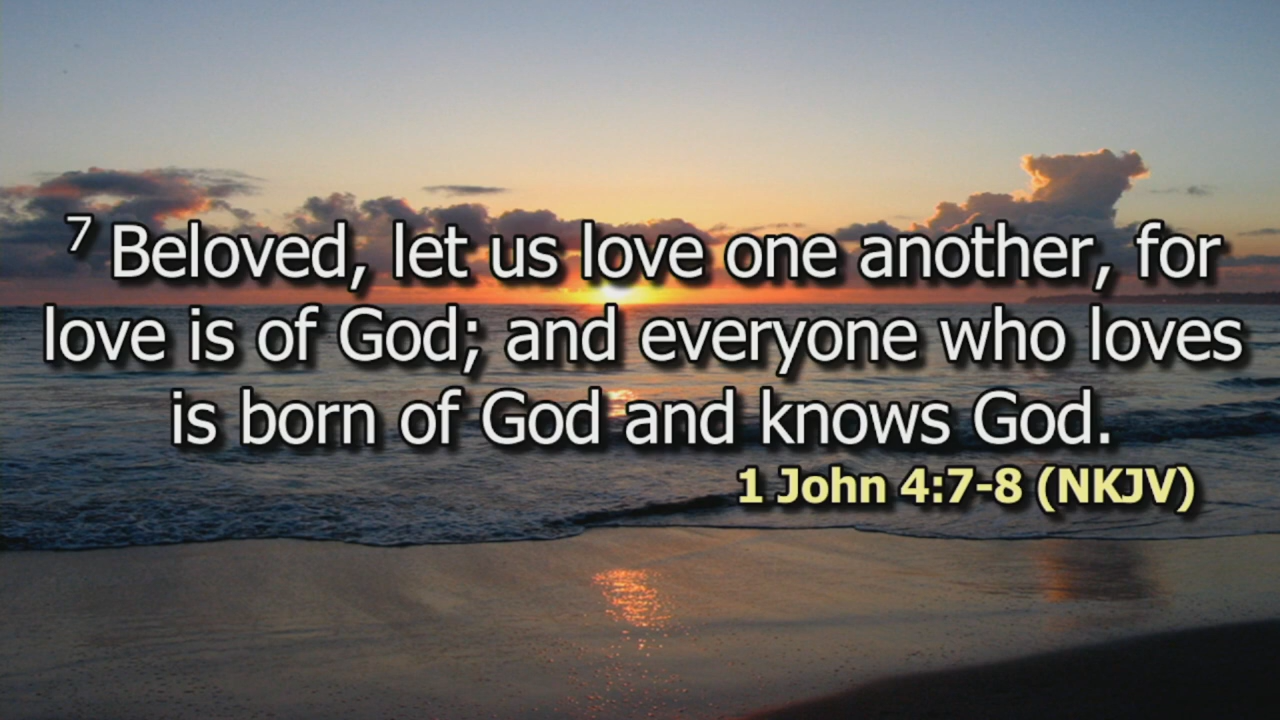 7 Beloved, let us love one another, for
love is of God; and everyone who loves
is born of God and knows God.
1 John 4:7-8 (NKJV)